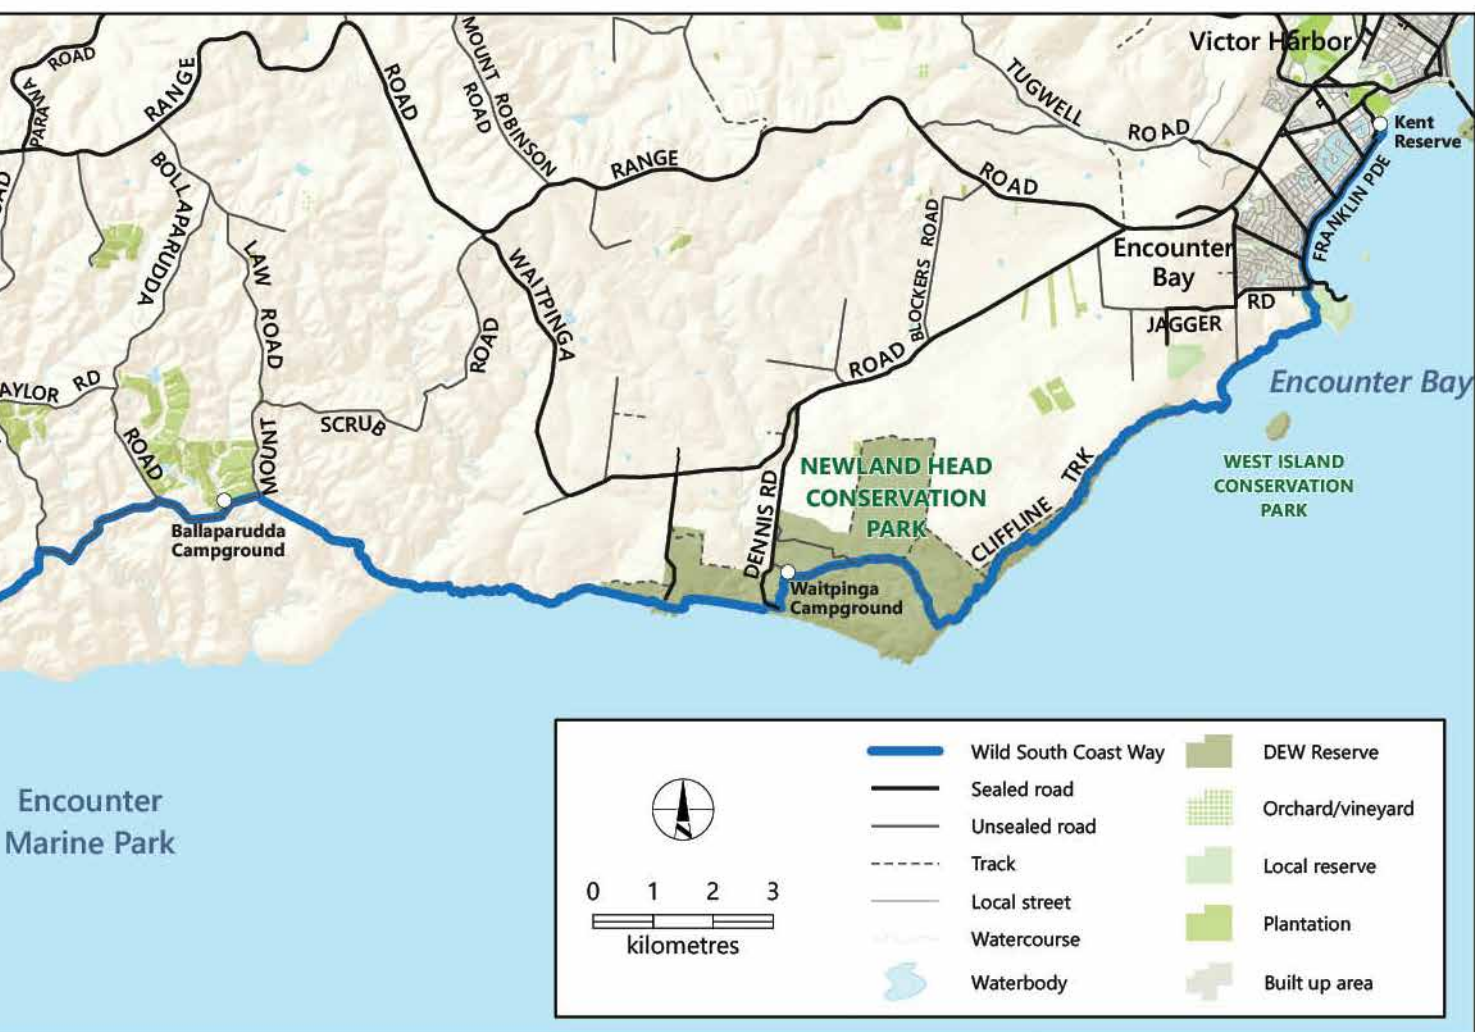 Victor Harbor
ROAD
PARAWA
RANGE
ROAD
MOUNT ROBINSON
ROAD
TUGWELL
ROAD
Kent
Reserve
FRANKLIN PDE
RANGE
ROAD
BOLLAPARUDDA
ROAD
LAW ROAD
MOUNT
WAITPINGA
ROAD
BLOCKERS ROAD
Encounter
Bay
RD
JAGGER
ROAD
SCRUB
AYLOR RD
Encounter Bay
WEST ISLAND
CONSERVATION
PARK
NEWLAND HEAD
CONSERVATION
PARK
CLIFFLINE TRK
DENNIS RD
Ballaparudda
Campground
Waitpinga
Campground
Encounter
Marine Park
0 1 2 3
kilometres
Wild South Coast Way
Sealed road
Unsealed road
Track
Local street
Watercourse
Waterbody
DEW Reserve
Orchard/vineyard
Local reserve
Plantation
Built up area